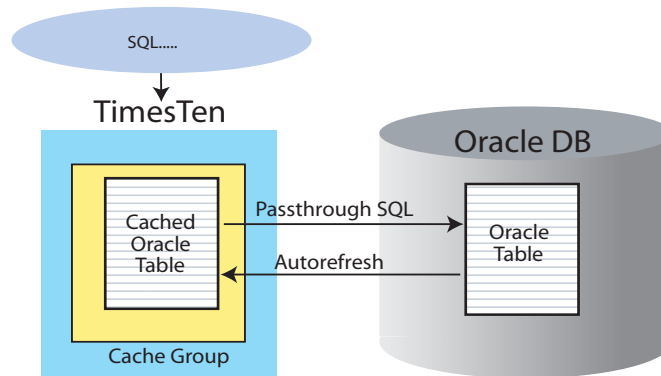 SQL.....
TimesTen
Oracle DB
Cached
Oracle
Table
Passthrough SQL
Autorefresh
Oracle
Table
Cache Group